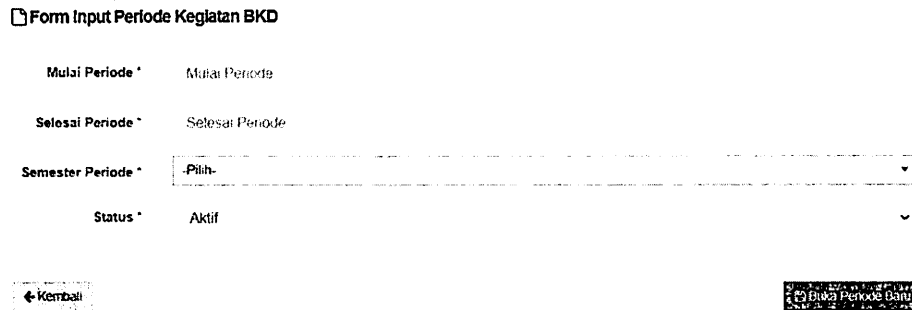 Form Input Periode Kegiatan BKD
Mulai Periode * Mulai Periode
Selesai Periode * Selesai Periode
Semester Periode * -Pilih-
Status * Aktif
Kembali Buka Periode Baru